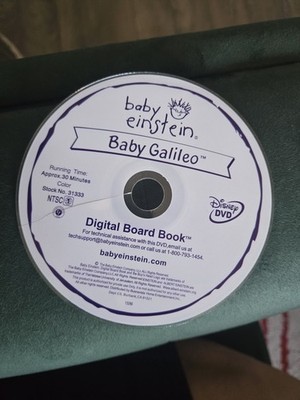 baby
einstein®
Baby Galileo™
Running Time:
Approx. 30 Minutes
Color
Stock No. 31333
NTSC
Disney
DVD
Digital Board Book™
For technical assistance with this DVD, email us at
techsupport@babyeinstein.com or call us at 1-800-793-1454.
babyeinstein.com